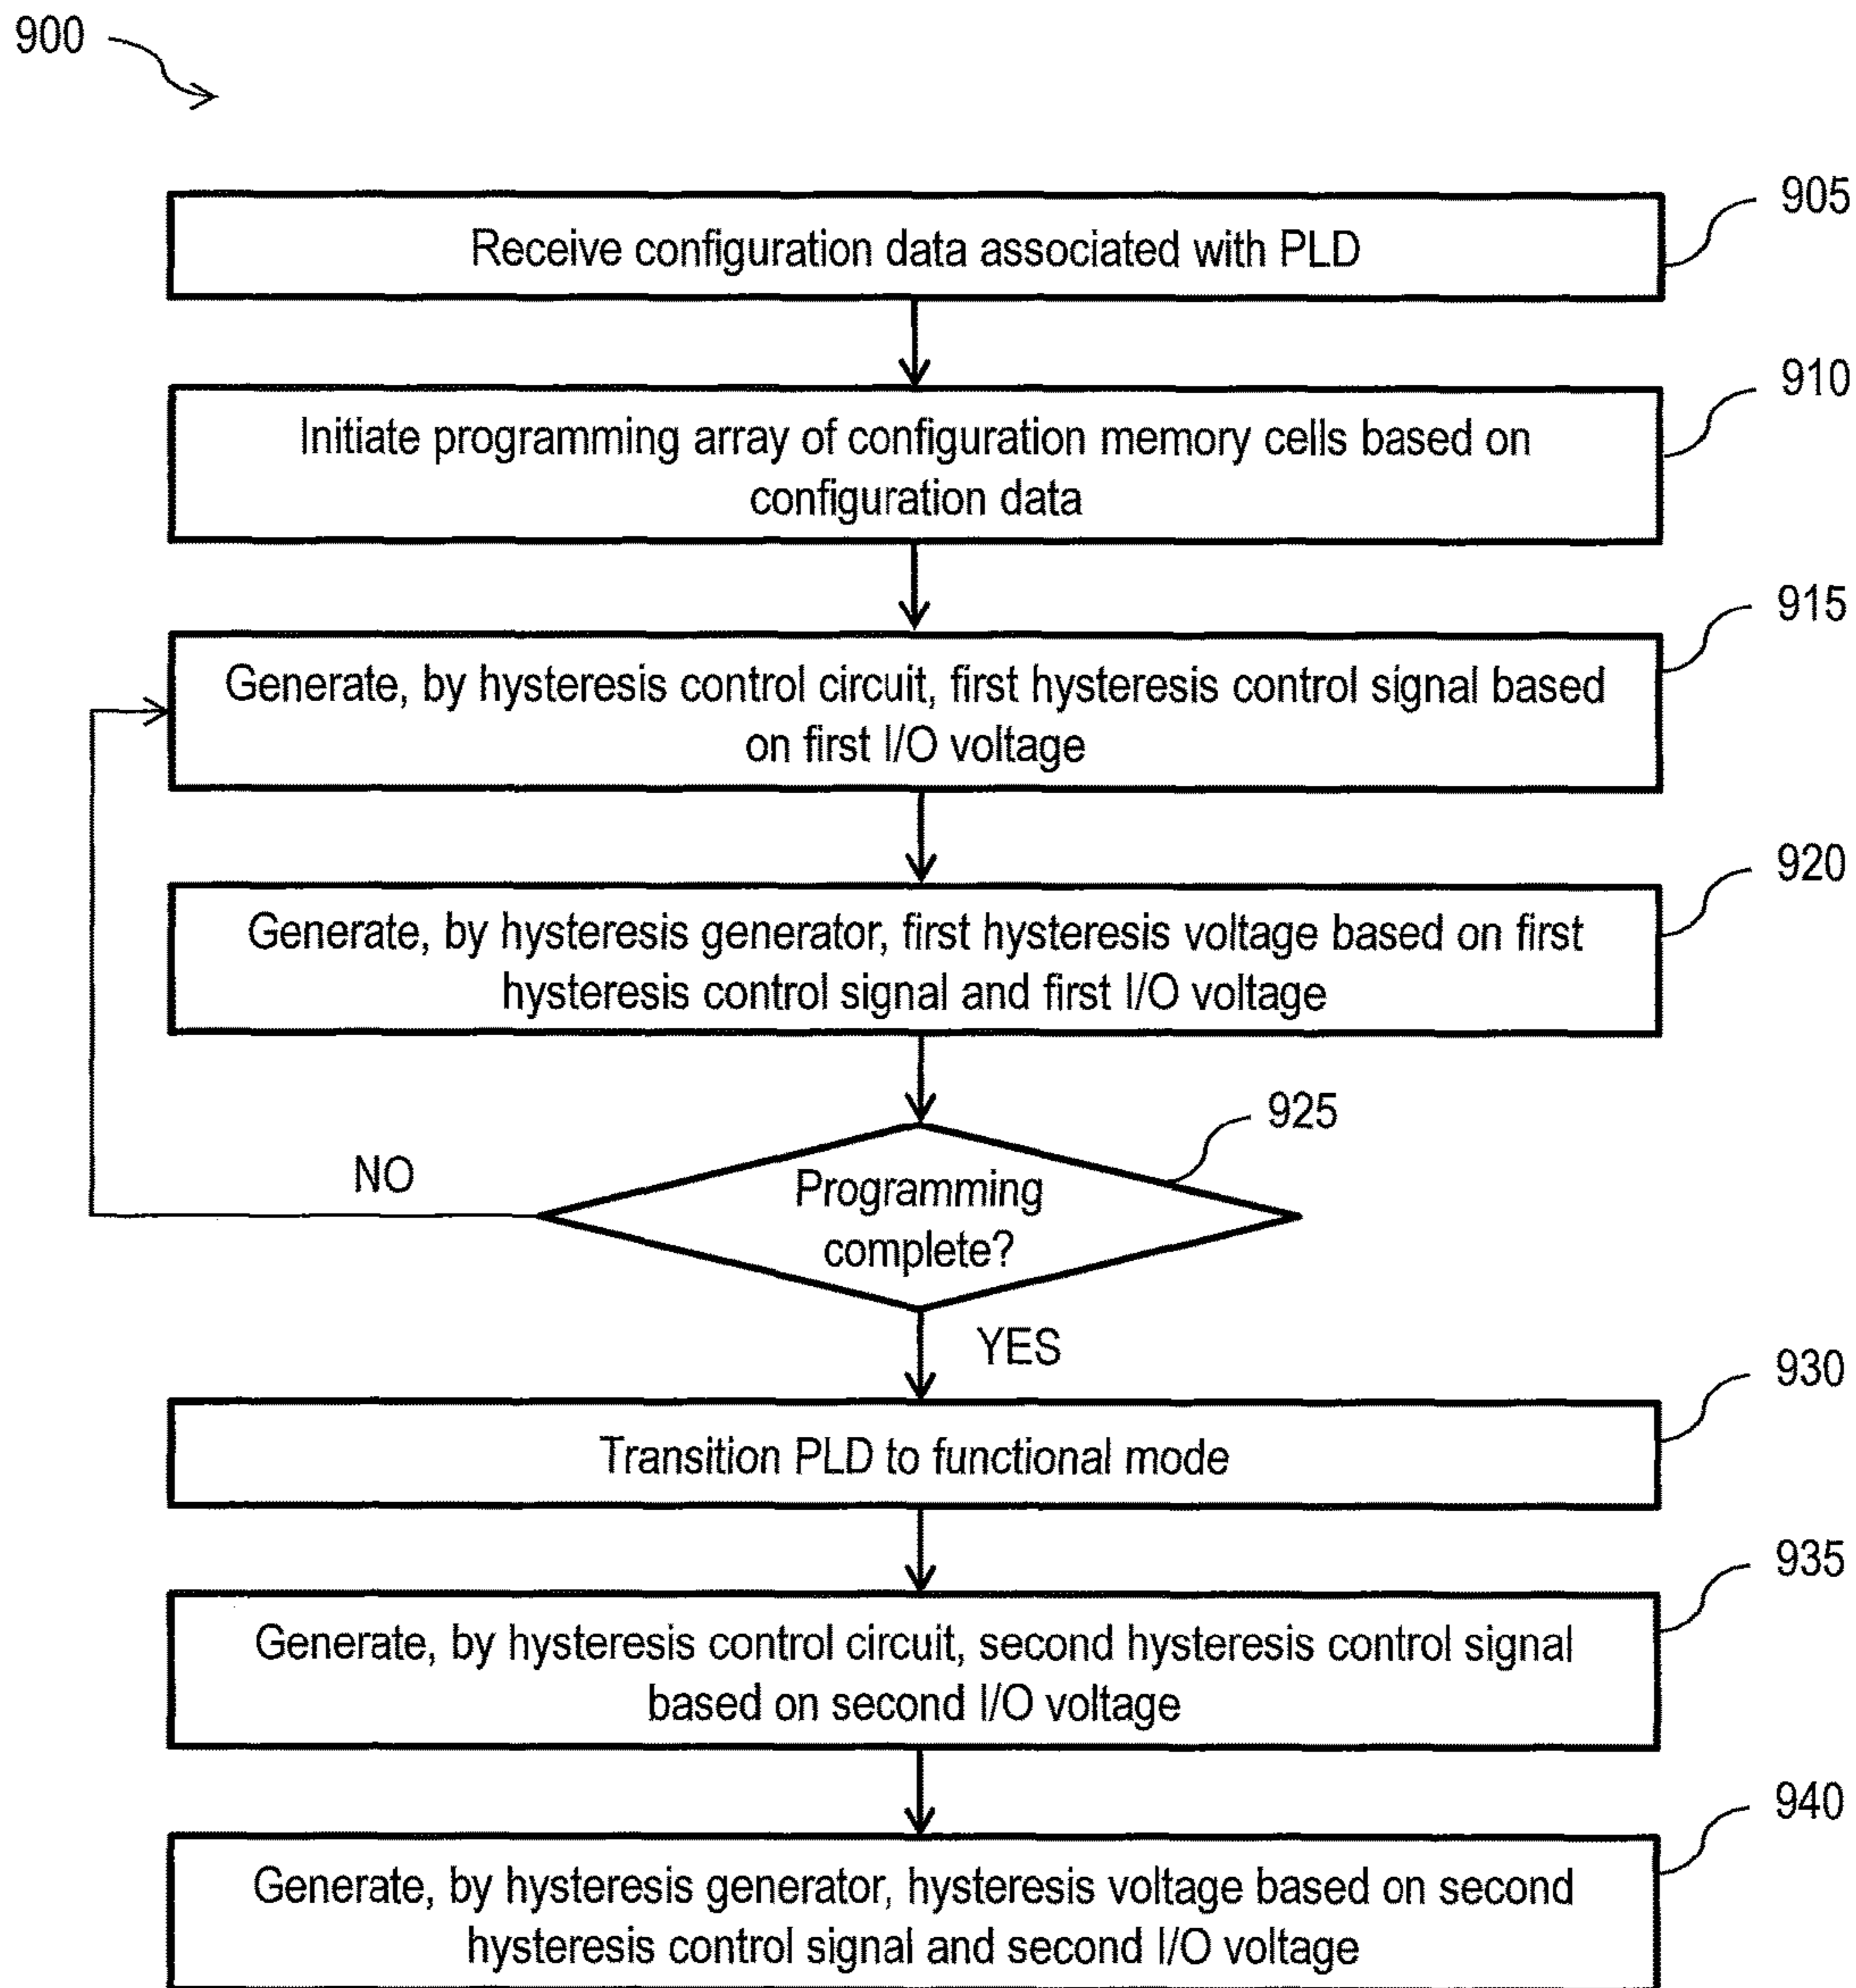 900
905
Receive configuration data associated with PLD
910
Initiate programming array of configuration memory cells based on
configuration data
915
Generate, by hysteresis control circuit, first hysteresis control signal based
on first I/O voltage
920
Generate, by hysteresis generator, first hysteresis voltage based on first
hysteresis control signal and first I/O voltage
925
NO
Programming
complete?
YES
930
Transition PLD to functional mode
935
Generate, by hysteresis control circuit, second hysteresis control signal
based on second I/O voltage
940
Generate, by hysteresis generator, hysteresis voltage based on second
hysteresis control signal and second I/O voltage